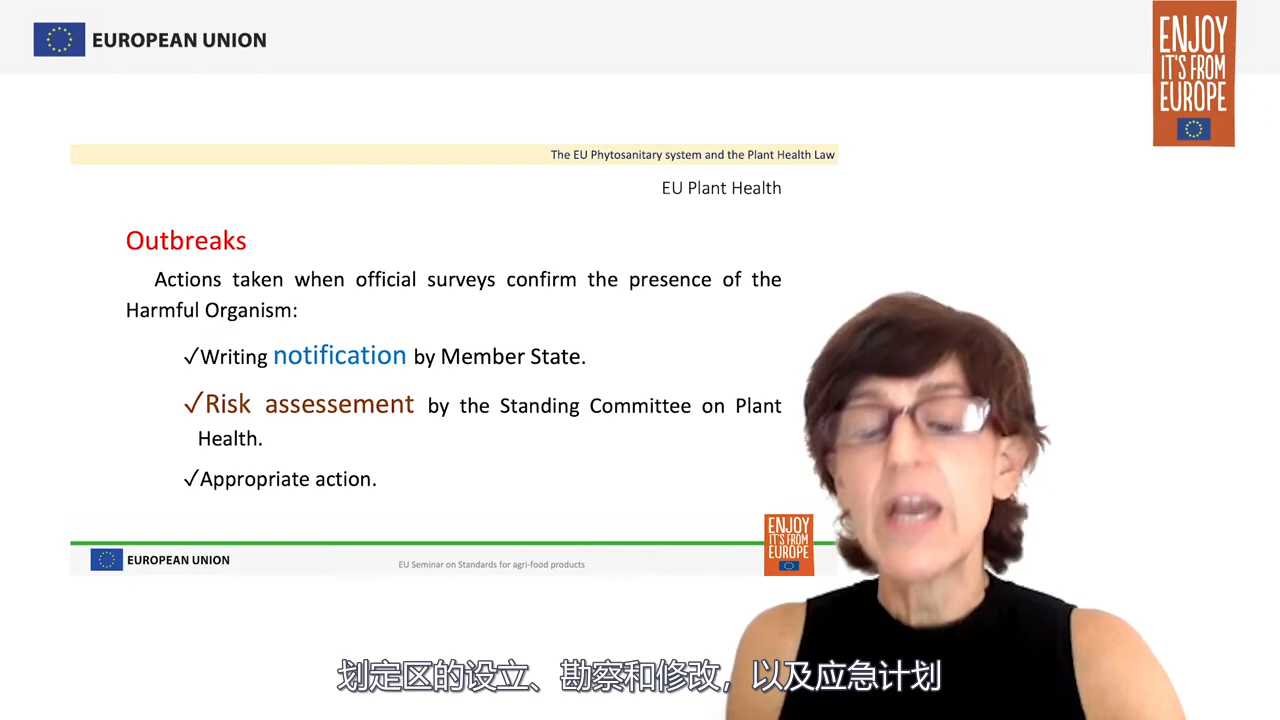 EUROPEAN UNION
ENJOY
IT'S FROM
EUROPE
The EU Phytosanitary system and the Plant Health Law
EU Plant Health
Outbreaks
Actions taken when official surveys confirm the presence of the
Harmful Organism:
✓Writing notification by Member State.
✓Risk assessement by the Standing Committee on Plant
Health.
✓Appropriate action.
ENJOY
IT'S FROM
EUROPE
EUROPEAN UNION
EU Seminar on Standards for agri-food products
划定区的设立、勘察和修改，以及应急计划